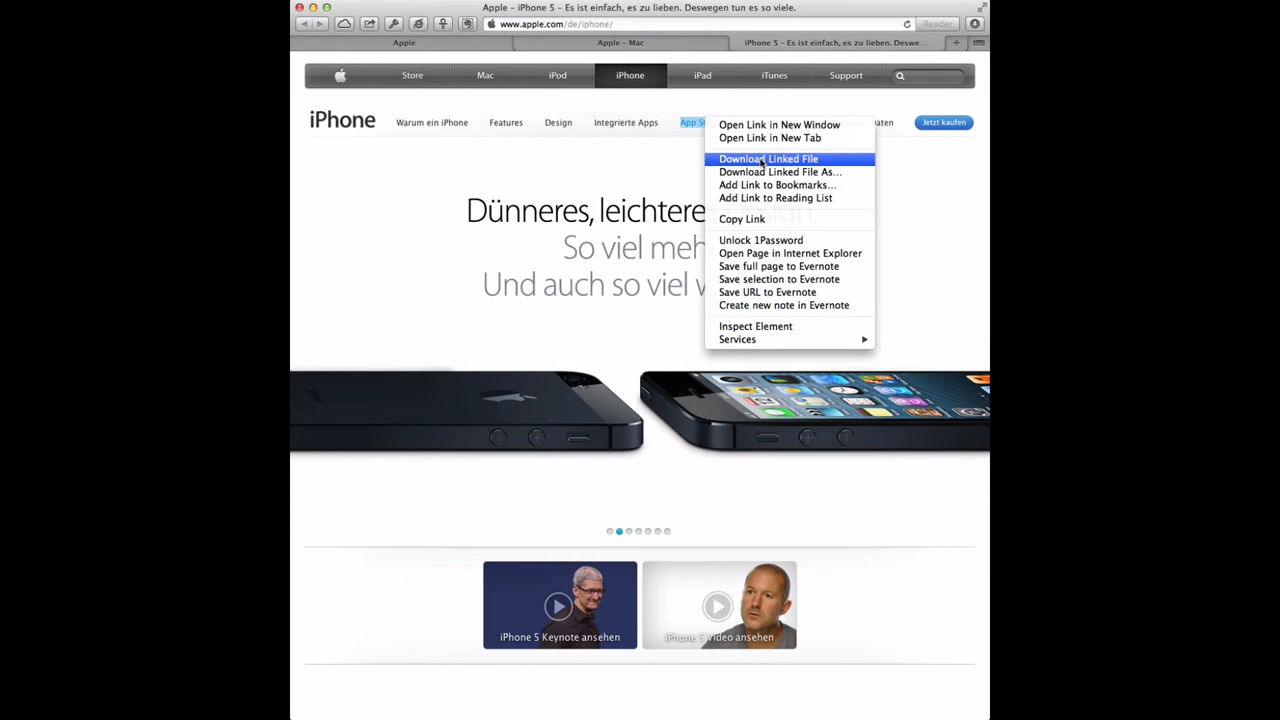 Apple – iPhone 5 – Es ist einfach, es zu lieben. Deswegen tun es so viele.
www.apple.com/de/iphone/
Reader
Apple
Apple – Mac
iPhone 5 – Es ist einfach, es zu lieben. Deswe...
Store
Mac
iPod
iPhone
iPad
iTunes
Support
iPhone
Warum ein iPhone
Features
Design
Integrierte Apps
App
Jetzt kaufen
Open Link in New Window
Open Link in New Tab
Download Linked File
Download Linked File As...
Add Link to Bookmarks...
Add Link to Reading List
Copy Link
Unlock 1Password
Open Page in Internet Explorer
Save full page to Evernote
Save selection to Evernote
Save URL to Evernote
Create new note in Evernote
Inspect Element
Services
Dünneres, leichteres
So viel
Und auch so viel
iPhone 5 Keynote ansehen
iPhone 5 Video ansehen